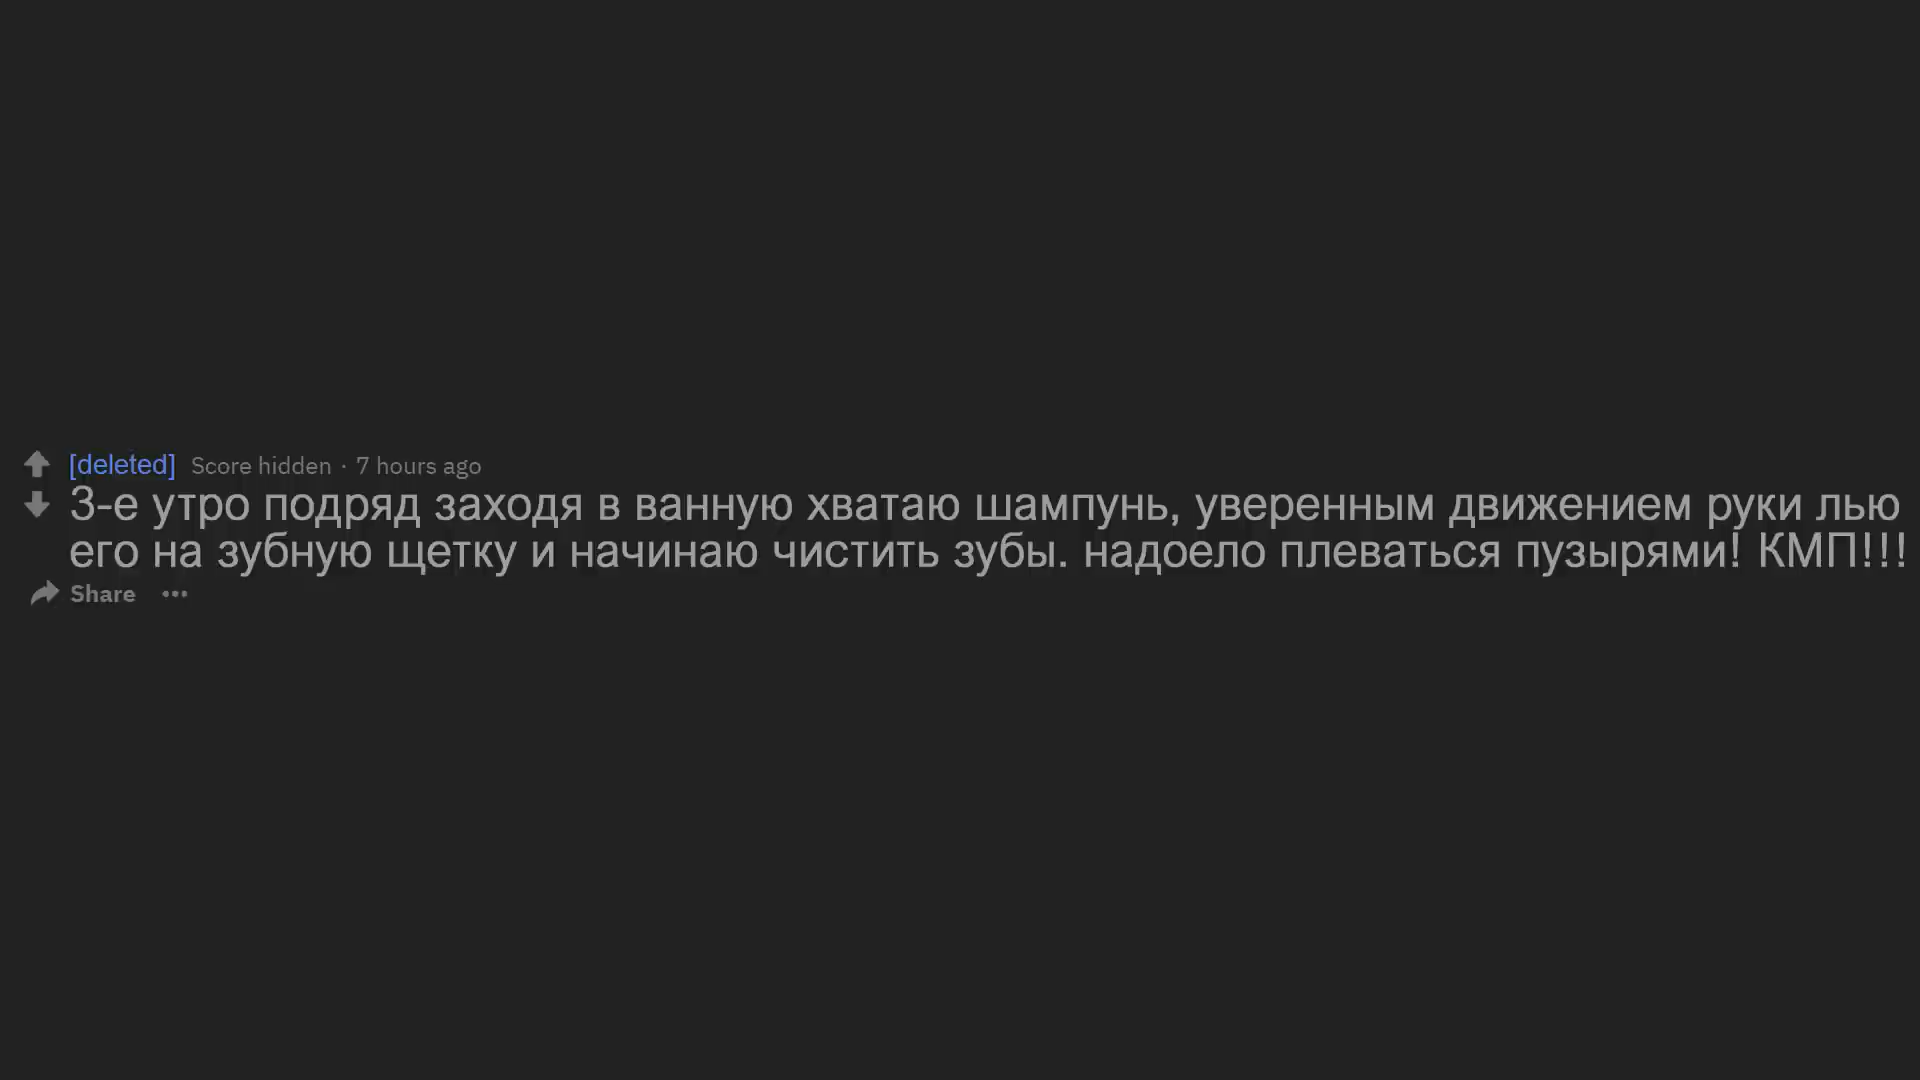 [deleted] Score hidden · 7 hours ago
3-е утро подряд заходя в ванную хватаю шампунь, уверенным движением руки лью
его на зубную щетку и начинаю чистить зубы. надоело плеваться пузырями! КМП!!!
Share ...